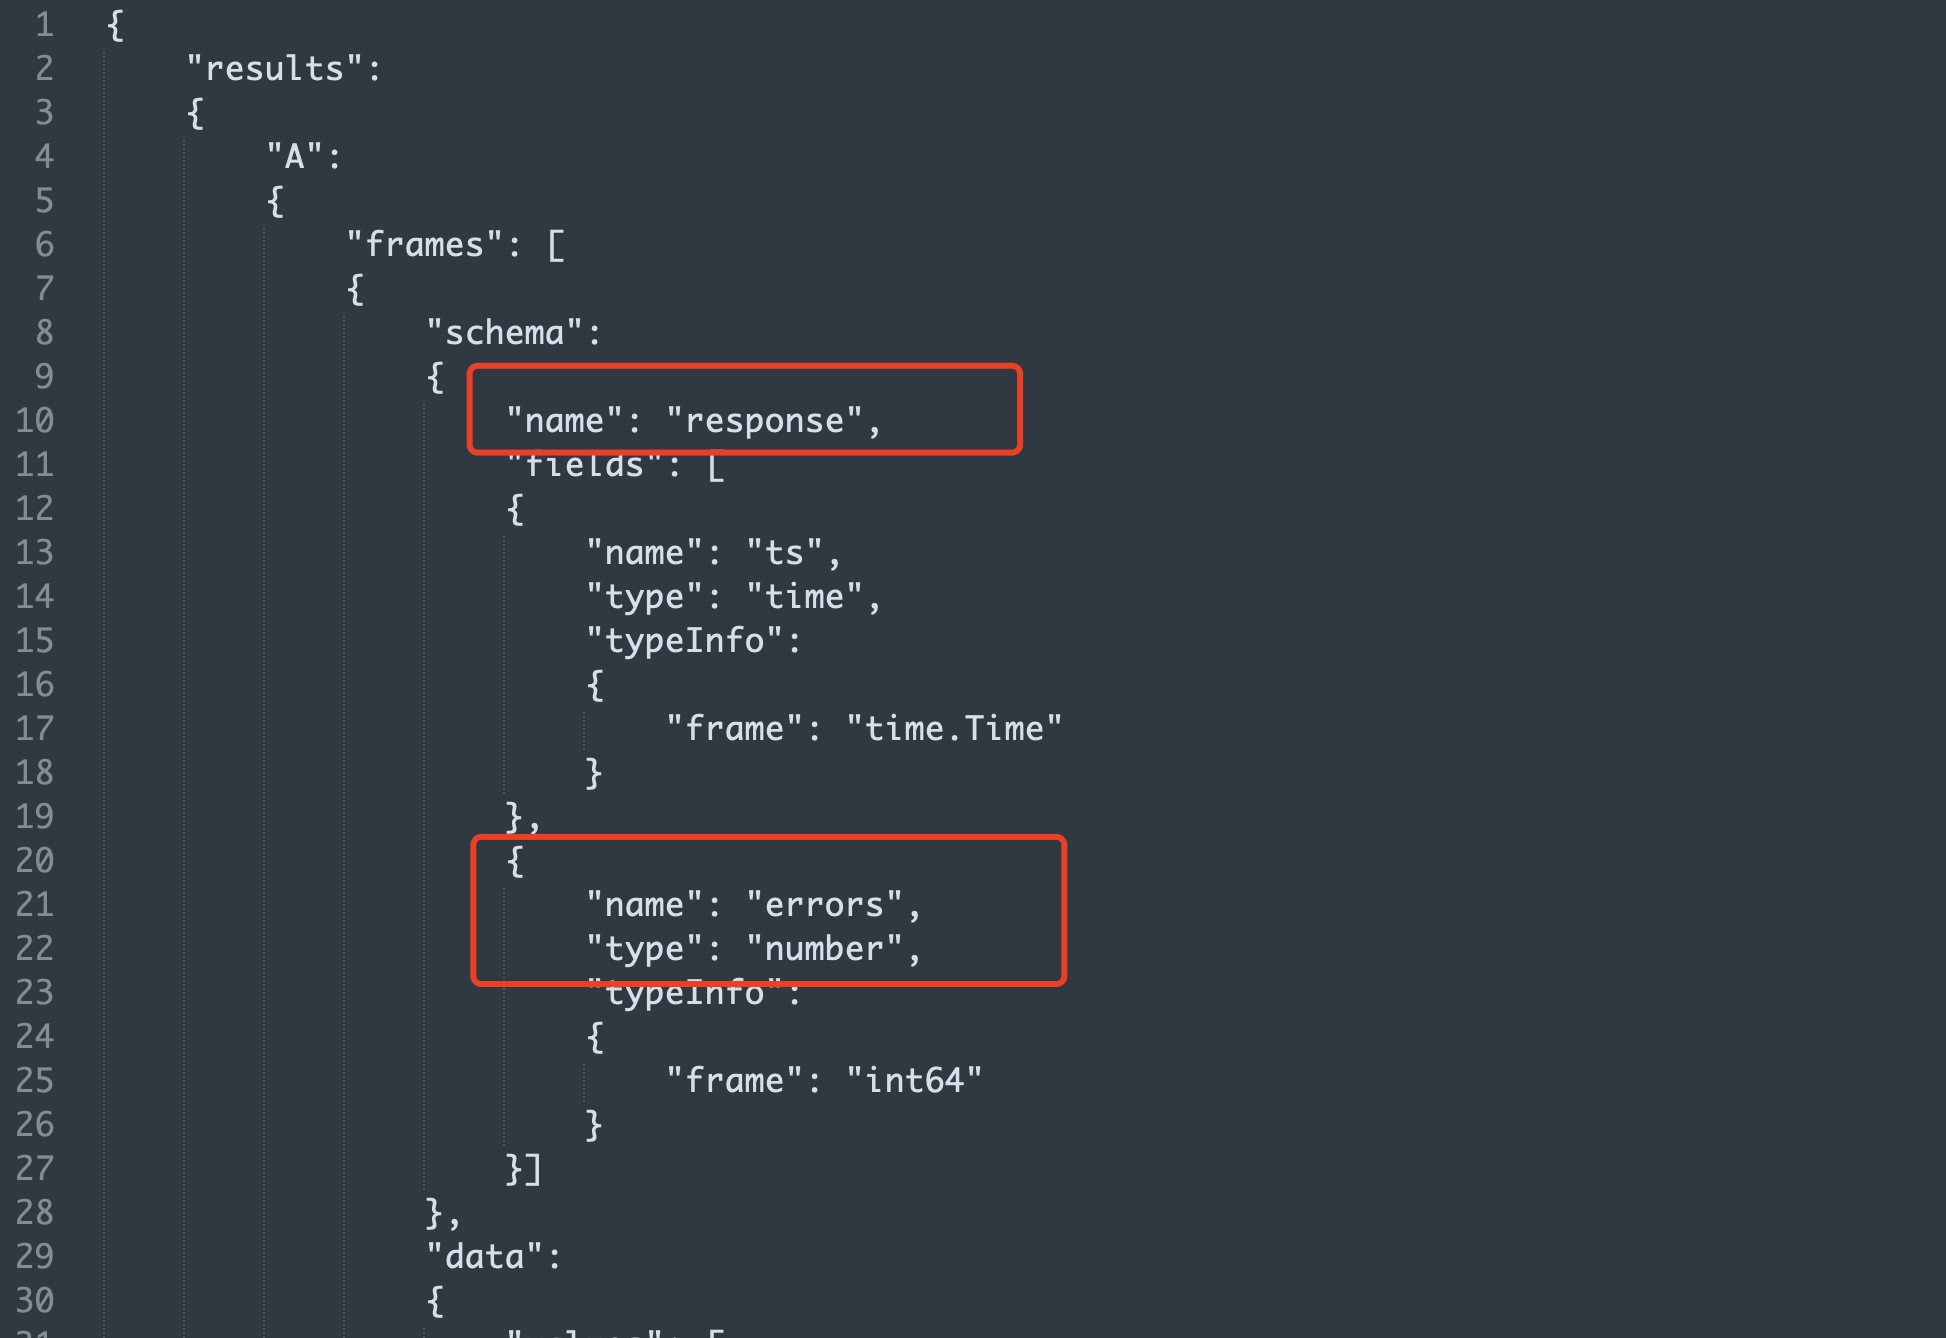 1 {
2 "results":
3 {
4 "A":
5 {
6 "frames": [
7 {
8 "schema":
9 {
10 "name": "response",
11 "fields": [
12 {
13 "name": "ts",
14 "type": "time",
15 "typeInfo":
16 {
17 "frame": "time.Time"
18 }
19 },
20 {
21 "name": "errors",
22 "type": "number",
23 "typeInfo":
24 {
25 "frame": "int64"
26 }
27 }]
28 },
29 "data":
30 {